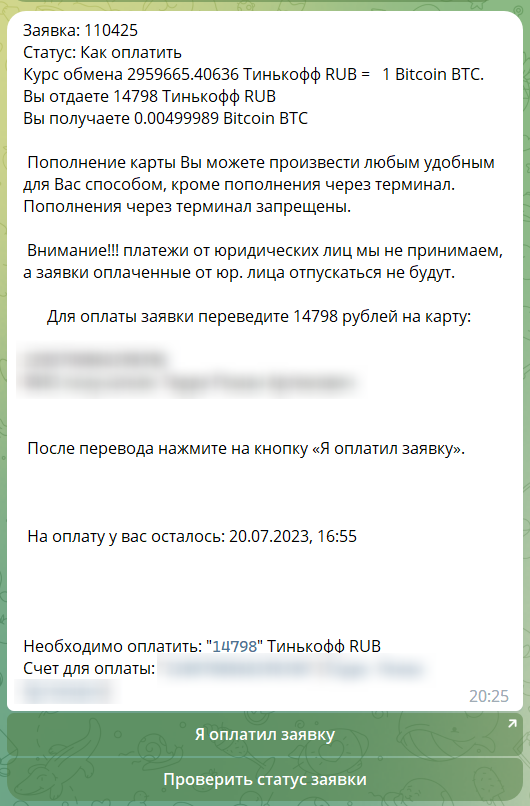 Заявка: 110425
Статус: Как оплатить
Курс обмена 2959665.40636 Тинькофф RUB =   1 Bitcoin BTC.
Вы отдаете 14798 Тинькофф RUB
Вы получаете 0.00499989 Bitcoin BTC
Пополнение карты Вы можете произвести любым удобным
для Вас способом, кроме пополнения через терминал.
Пополнения через терминал запрещены.
Внимание!!! платежи от юридических лиц мы не принимаем,
а заявки оплаченные от юр. лица отпускаться не будут.
Для оплаты заявки переведите 14798 рублей на карту:
После перевода нажмите на кнопку «Я оплатил заявку».
На оплату у вас осталось: 20.07.2023, 16:55
Необходимо оплатить: "14798" Тинькофф RUB
Счет для оплаты:
20:25
Я оплатил заявку
Проверить статус заявки